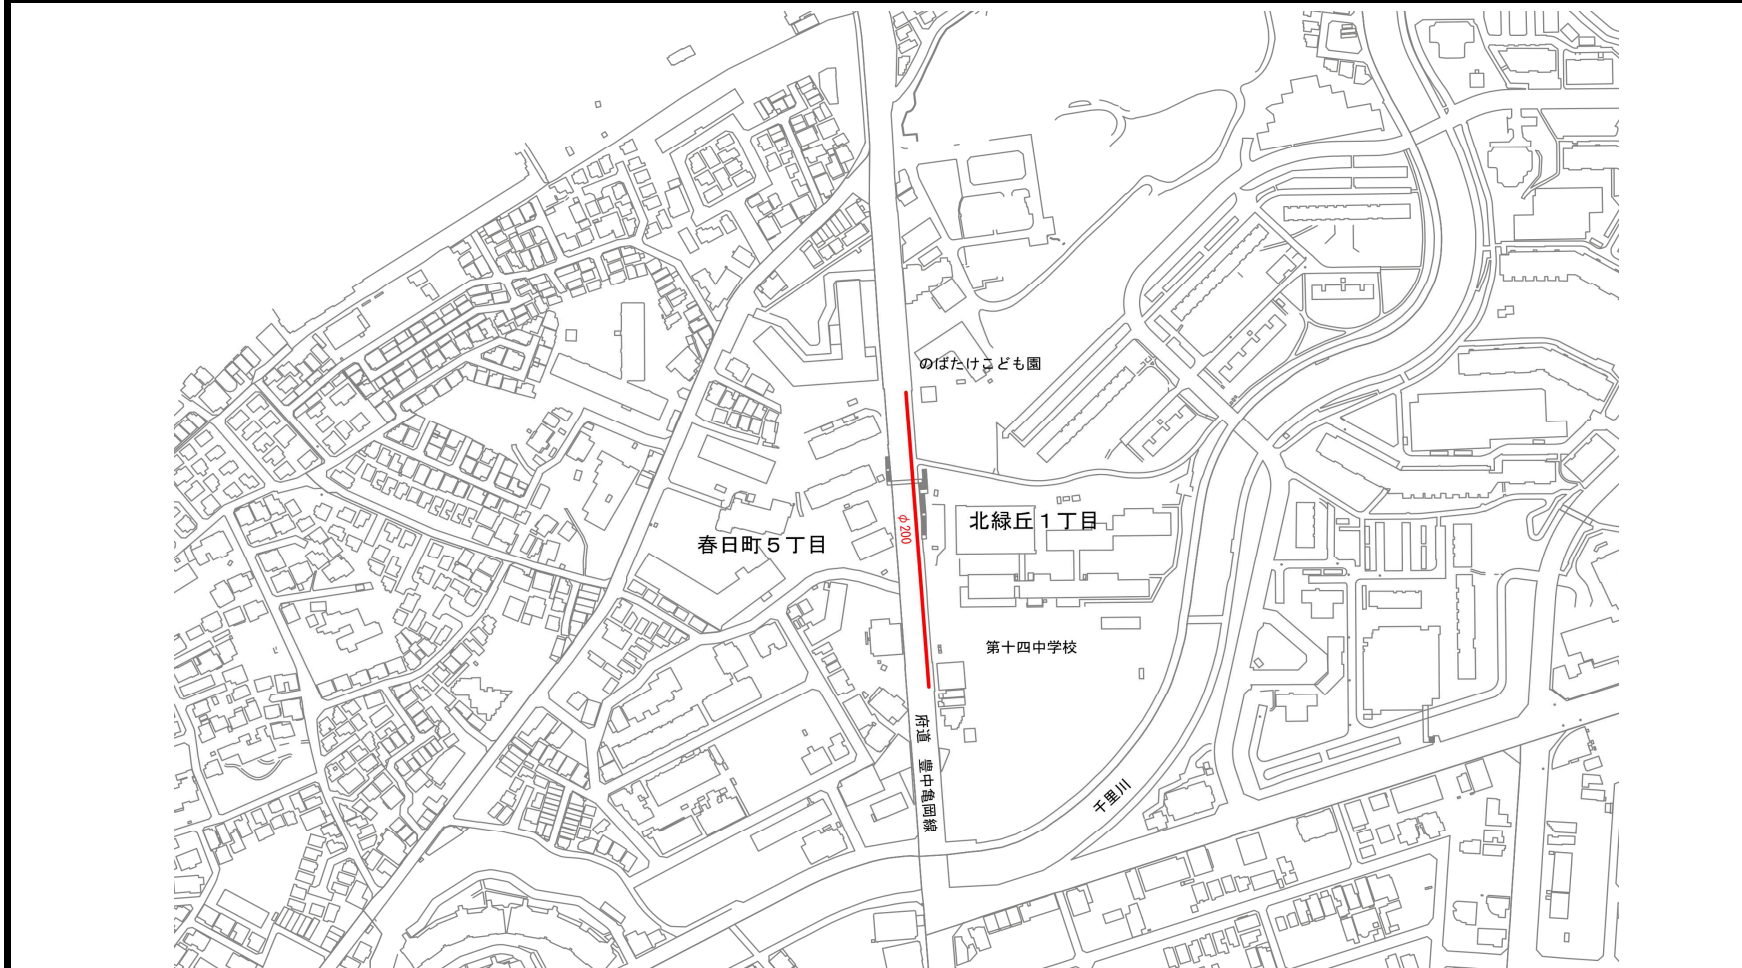 のばたけこども園
北緑丘１丁目
φ200
春日町５丁目
第十四中学校
府道　豊中亀岡線
千里川